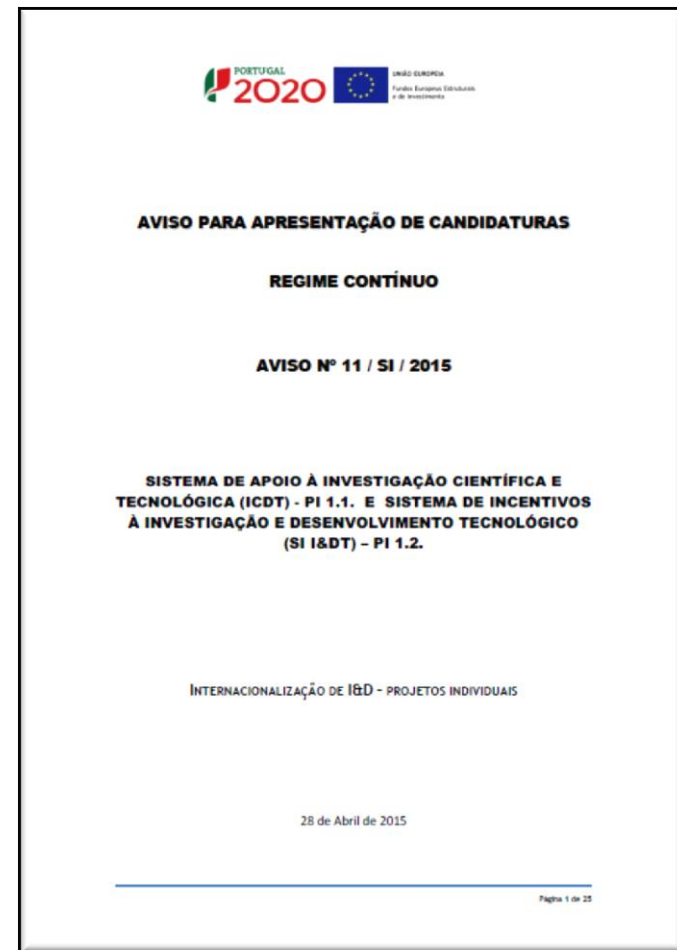 PORTUGAL
2020
UNIÃO EUROPEIA
Fundos Europeus Estruturais
e de Investimento
AVISO PARA APRESENTAÇÃO DE CANDIDATURAS
REGIME CONTÍNUO
AVISO Nº 11 / SI / 2015
SISTEMA DE APOIO À INVESTIGAÇÃO CIENTÍFICA E
TECNOLÓGICA (ICDT) - PI 1.1. E SISTEMA DE INCENTIVOS
À INVESTIGAÇÃO E DESENVOLVIMENTO TECNOLÓGICO
(SI I&DT) – PI 1.2.
INTERNACIONALIZAÇÃO DE I&D - PROJETOS INDIVIDUAIS
28 de Abril de 2015
Página 1 de 25